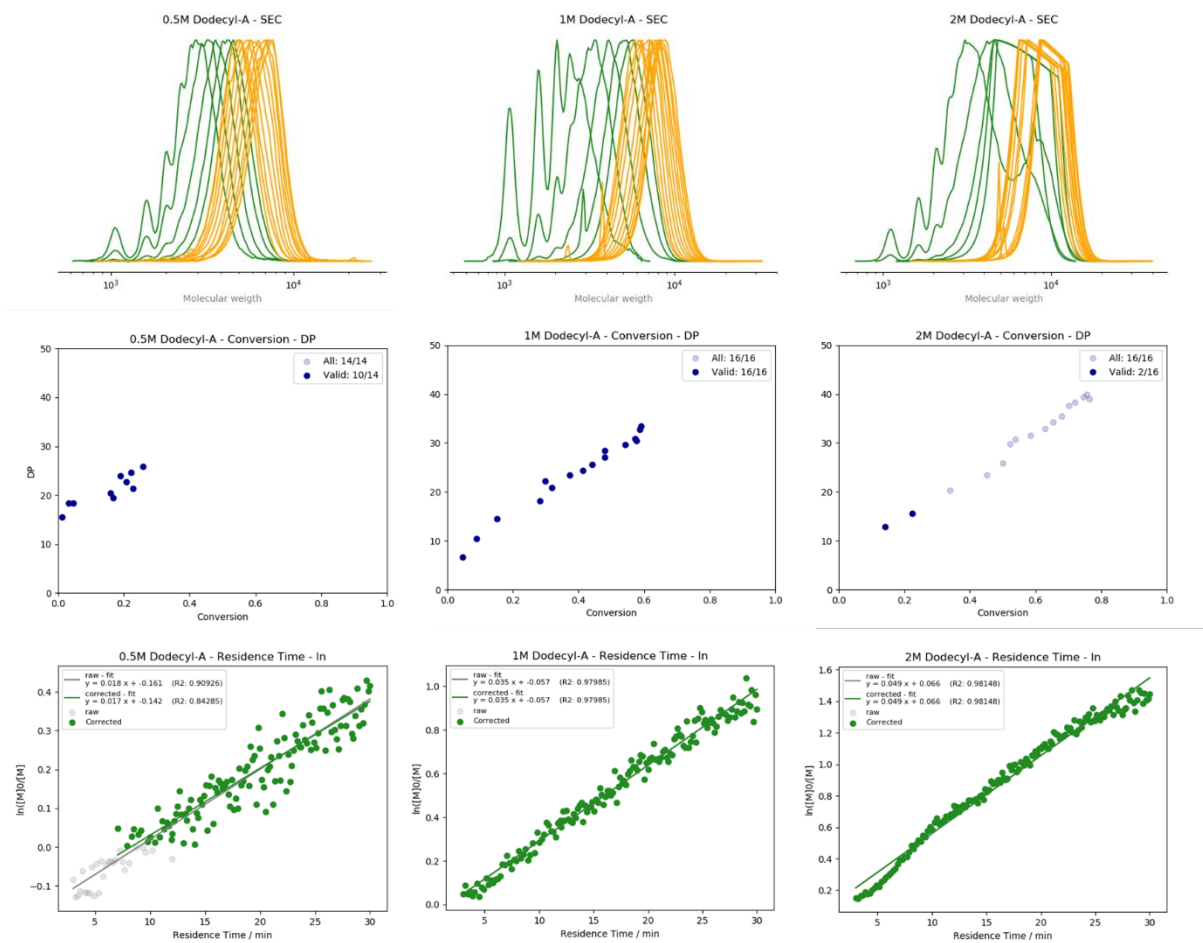 0.5M Dodecyl-A - SEC
10³
10⁴
Molecular weigth
1M Dodecyl-A - SEC
10³
10⁴
Molecular weigth
2M Dodecyl-A - SEC
10³
10⁴
Molecular weigth
0.5M Dodecyl-A - Conversion - DP
All: 14/14
Valid: 10/14
50
40
30
20
10
0
DP
0.0
0.2
0.4
0.6
0.8
1.0
Conversion
1M Dodecyl-A - Conversion - DP
All: 16/16
Valid: 16/16
50
40
30
20
10
0
0.0
0.2
0.4
0.6
0.8
1.0
Conversion
2M Dodecyl-A - Conversion - DP
All: 16/16
Valid: 2/16
50
40
30
20
10
0
0.0
0.2
0.4
0.6
0.8
1.0
Conversion
0.5M Dodecyl-A - Residence Time - ln
raw - fit
y = 0.018 x + -0.161 (R2: 0.90926)
corrected - fit
y = 0.017 x + -0.142 (R2: 0.84285)
raw
Corrected
0.4
0.3
0.2
0.1
0.0
−0.1
ln([M]0/[M]
5
10
15
20
25
30
Residence Time / min
1M Dodecyl-A - Residence Time - ln
raw - fit
y = 0.035 x + -0.057 (R2: 0.97985)
corrected - fit
y = 0.035 x + -0.057 (R2: 0.97985)
raw
Corrected
1.0
0.8
0.6
0.4
0.2
0.0
ln([M]0/[M]
5
10
15
20
25
30
Residence Time / min
2M Dodecyl-A - Residence Time - ln
raw - fit
y = 0.049 x + 0.066 (R2: 0.98148)
corrected - fit
y = 0.049 x + 0.066 (R2: 0.98148)
raw
Corrected
1.6
1.4
1.2
1.0
0.8
0.6
0.4
0.2
ln([M]0/[M]
5
10
15
20
25
30
Residence Time / min